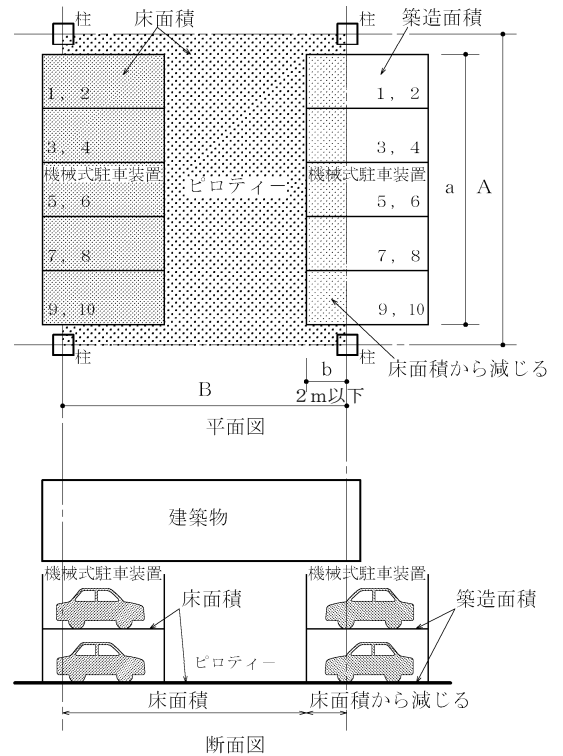 柱 床面積 柱 築造面積
1，2 1，2
3，4 3，4
機械式駐車装置 ピロティー 機械式駐車装置 a A
5，6 5，6
7，8 7，8
9，10 9，10
柱 柱 床面積から減じる
b
B 2m以下
平面図
建築物
機械式駐車装置 機械式駐車装置
床面積 築造面積
ピロティー
床面積 床面積から減じる
断面図